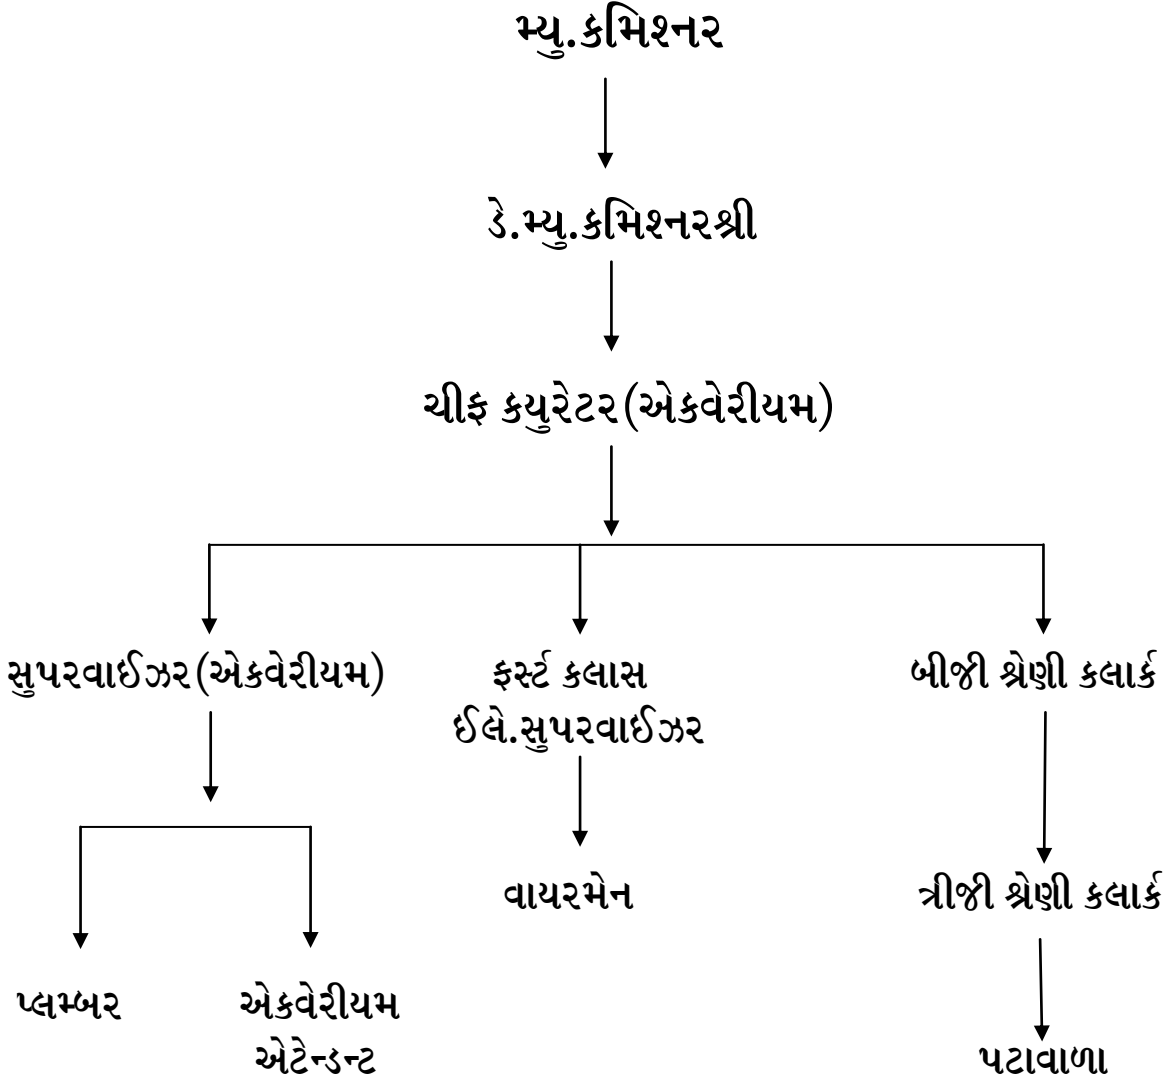 મ્યુ.કમિશ્નર
ડે.મ્યુ.કમિશ્નરશ્રી
ચીફ કયુરેટર(એકવેરીયમ)
સુપરવાઈઝર(એકવેરીયમ)
ફર્સ્ટ કલાસ
ઈલે.સુપરવાઈઝર
બીજી શ્રેણી કલાર્ક
વાયરમેન
ત્રીજી શ્રેણી કલાર્ક
પ્લમ્બર
એકવેરીયમ
એટેન્ડન્ટ
પટાવાળા